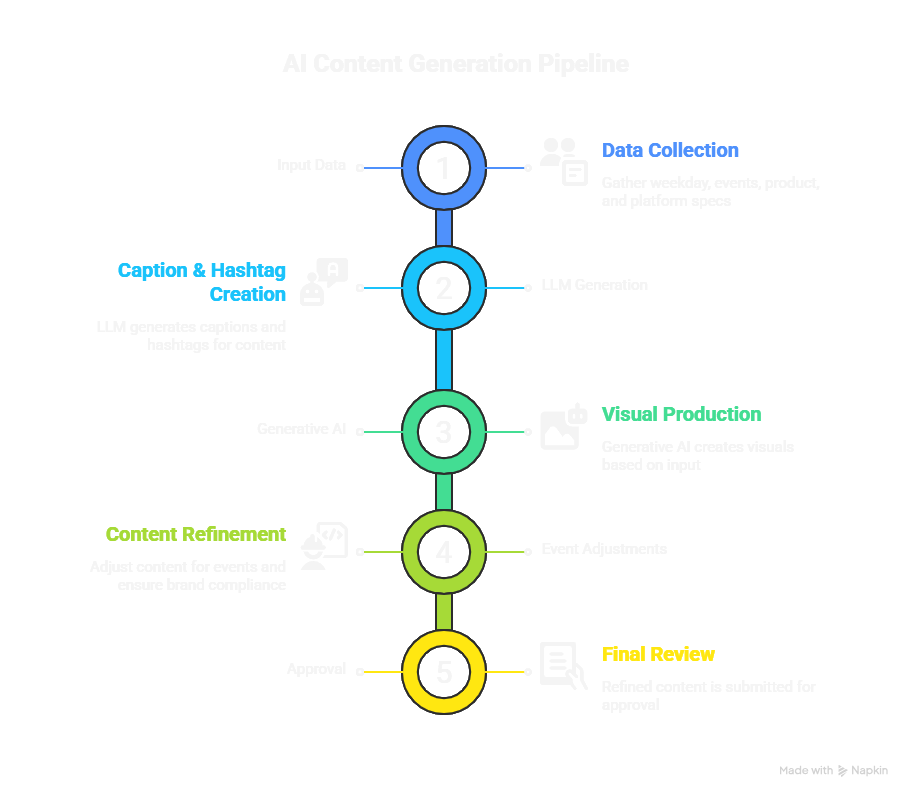 AI Content Generation Pipeline
Input Data
1
Data Collection
Gather weekday, events, product,
and platform specs
Caption & Hashtag
Creation
LLM generates captions and
hashtags for content
A
2
LLM Generation
Generative AI
3
Visual Production
Generative AI creates visuals
based on input
Content Refinement
Adjust content for events and
ensure brand compliance
</>
4
Event Adjustments
Approval
5
Final Review
Refined content is submitted for
approval
Made with Napkin